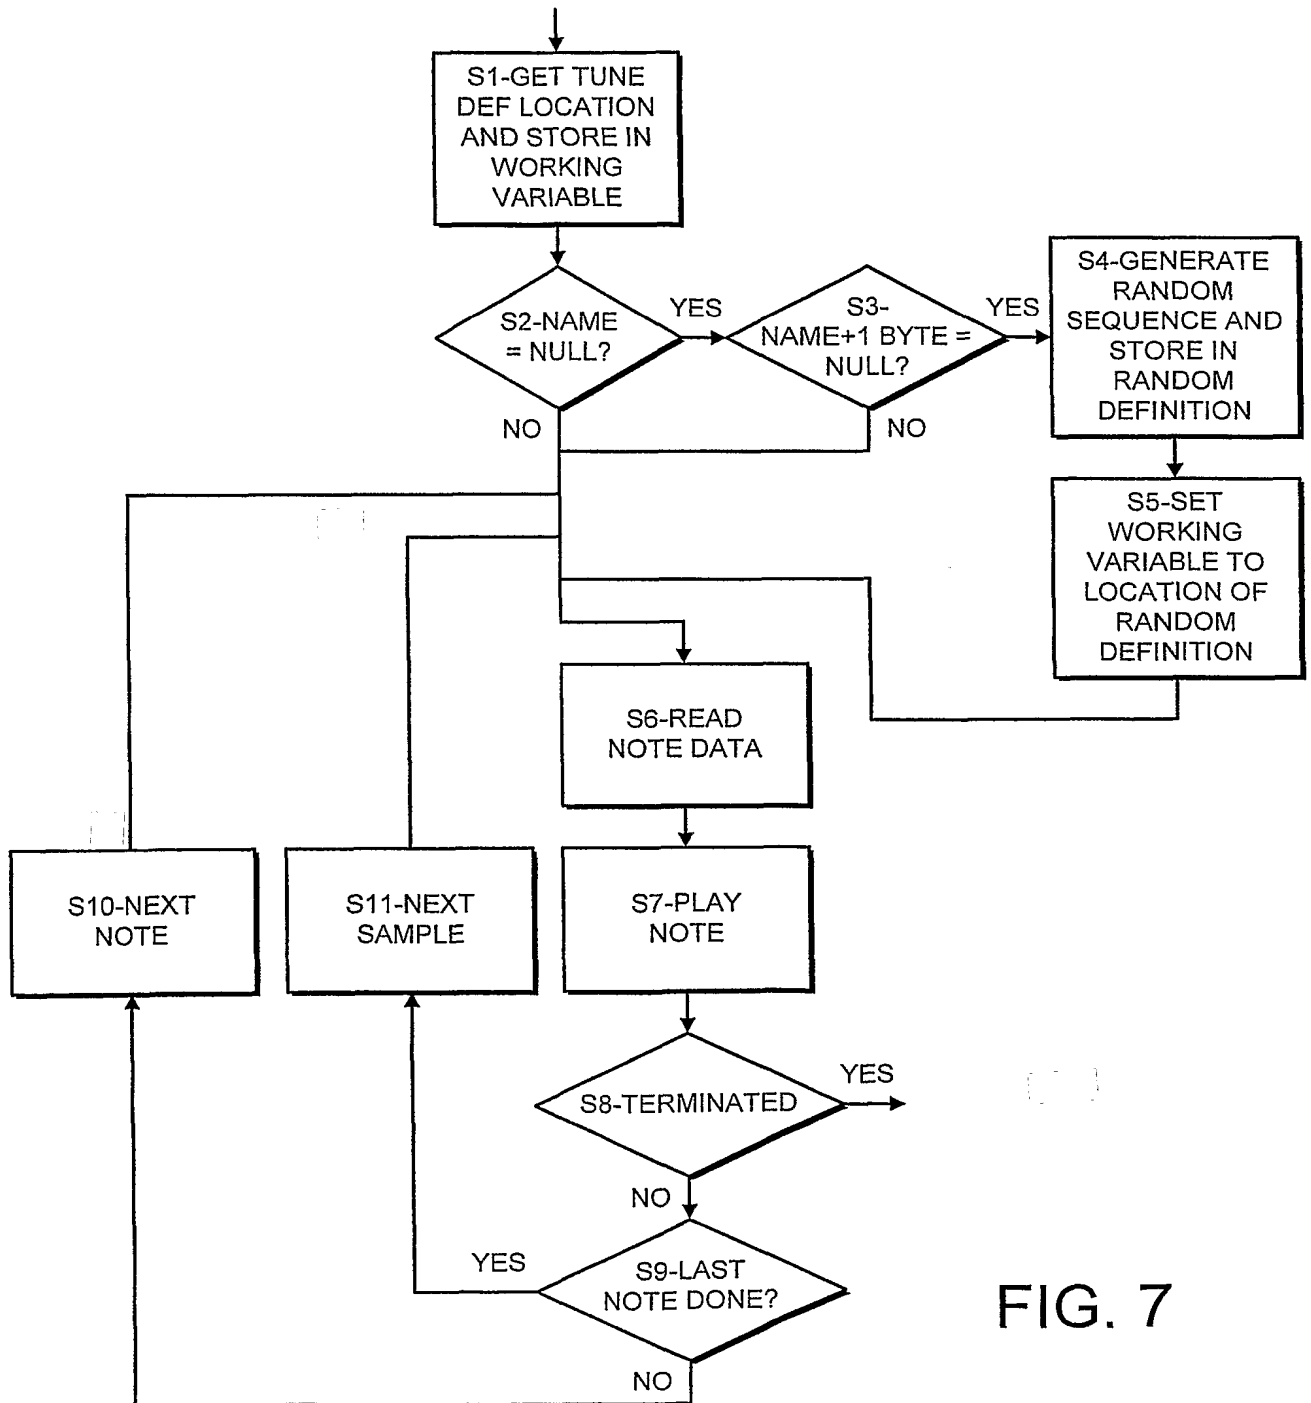 S1-GET TUNE
DEF LOCATION
AND STORE IN
WORKING
VARIABLE
S2-NAME
= NULL?
YES
NO
S3-
NAME+1 BYTE =
NULL?
YES
NO
S4-GENERATE
RANDOM
SEQUENCE AND
STORE IN
RANDOM
DEFINITION
S5-SET
WORKING
VARIABLE TO
LOCATION OF
RANDOM
DEFINITION
S6-READ
NOTE DATA
S10-NEXT
NOTE
S11-NEXT
SAMPLE
S7-PLAY
NOTE
S8-TERMINATED
YES
NO
S9-LAST
NOTE DONE?
YES
NO
FIG. 7